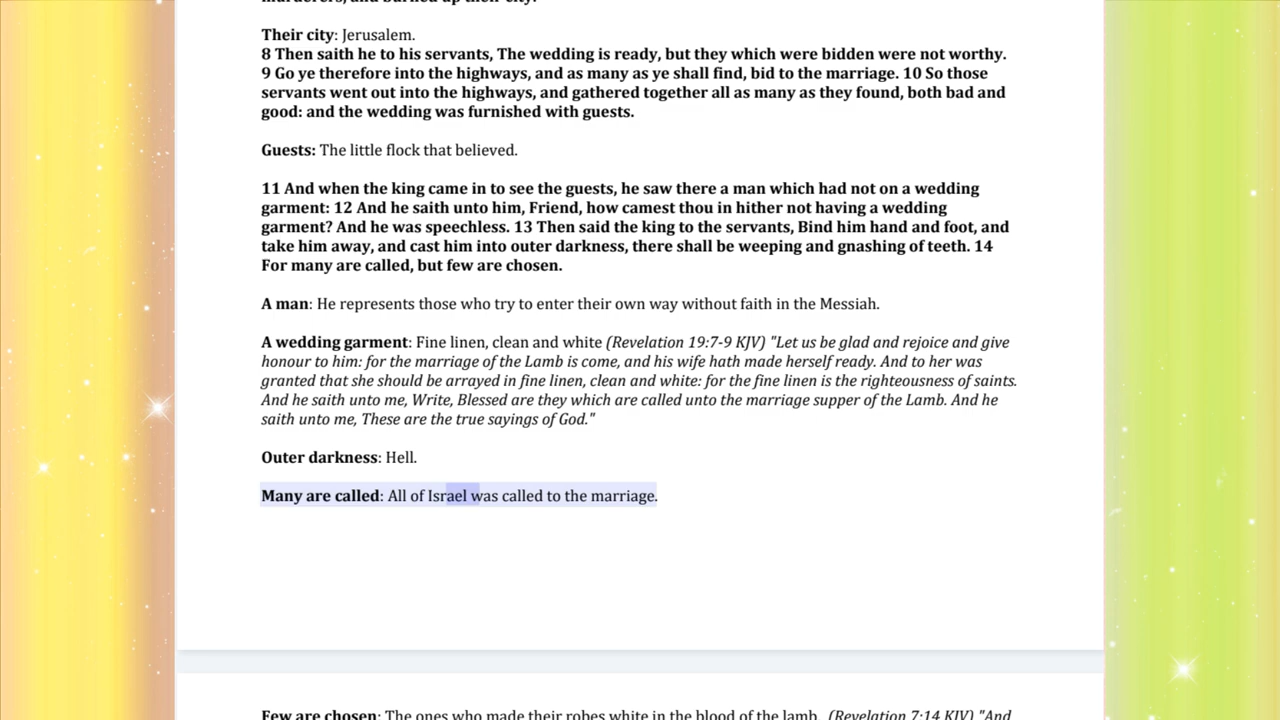 murderers, and burned up their city.
Their city: Jerusalem.
8 Then saith he to his servants, The wedding is ready, but they which were bidden were not worthy.
9 Go ye therefore into the highways, and as many as ye shall find, bid to the marriage. 10 So those
servants went out into the highways, and gathered together all as many as they found, both bad and
good: and the wedding was furnished with guests.
Guests: The little flock that believed.
11 And when the king came in to see the guests, he saw there a man which had not on a wedding
garment: 12 And he saith unto him, Friend, how camest thou in hither not having a wedding
garment? And he was speechless. 13 Then said the king to the servants, Bind him hand and foot, and
take him away, and cast him into outer darkness, there shall be weeping and gnashing of teeth. 14
For many are called, but few are chosen.
A man: He represents those who try to enter their own way without faith in the Messiah.
A wedding garment: Fine linen, clean and white (Revelation 19:7-9 KJV) "Let us be glad and rejoice and give
honour to him: for the marriage of the Lamb is come, and his wife hath made herself ready. And to her was
granted that she should be arrayed in fine linen, clean and white: for the fine linen is the righteousness of saints.
And he saith unto me, Write, Blessed are they which are called unto the marriage supper of the Lamb. And he
saith unto me, These are the true sayings of God."
Outer darkness: Hell.
Many are called: All of Israel was called to the marriage.
Few are chosen: The ones who made their robes white in the blood of the lamb. (Revelation 7:14 KJV) "And